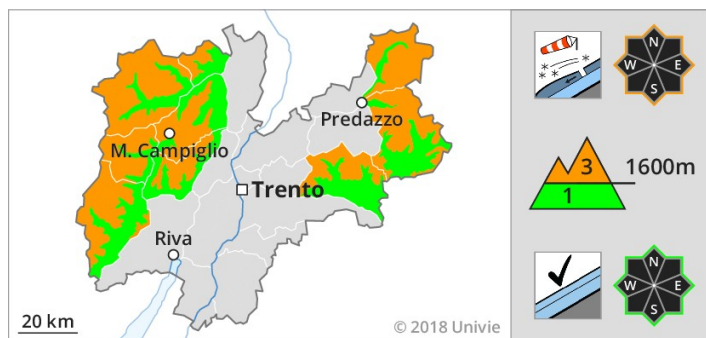 Predazzo
M. Campiglio
Trento
Riva
20 km
© 2018 Univie
N
W E
S
3 1600m
1
N
W E
S